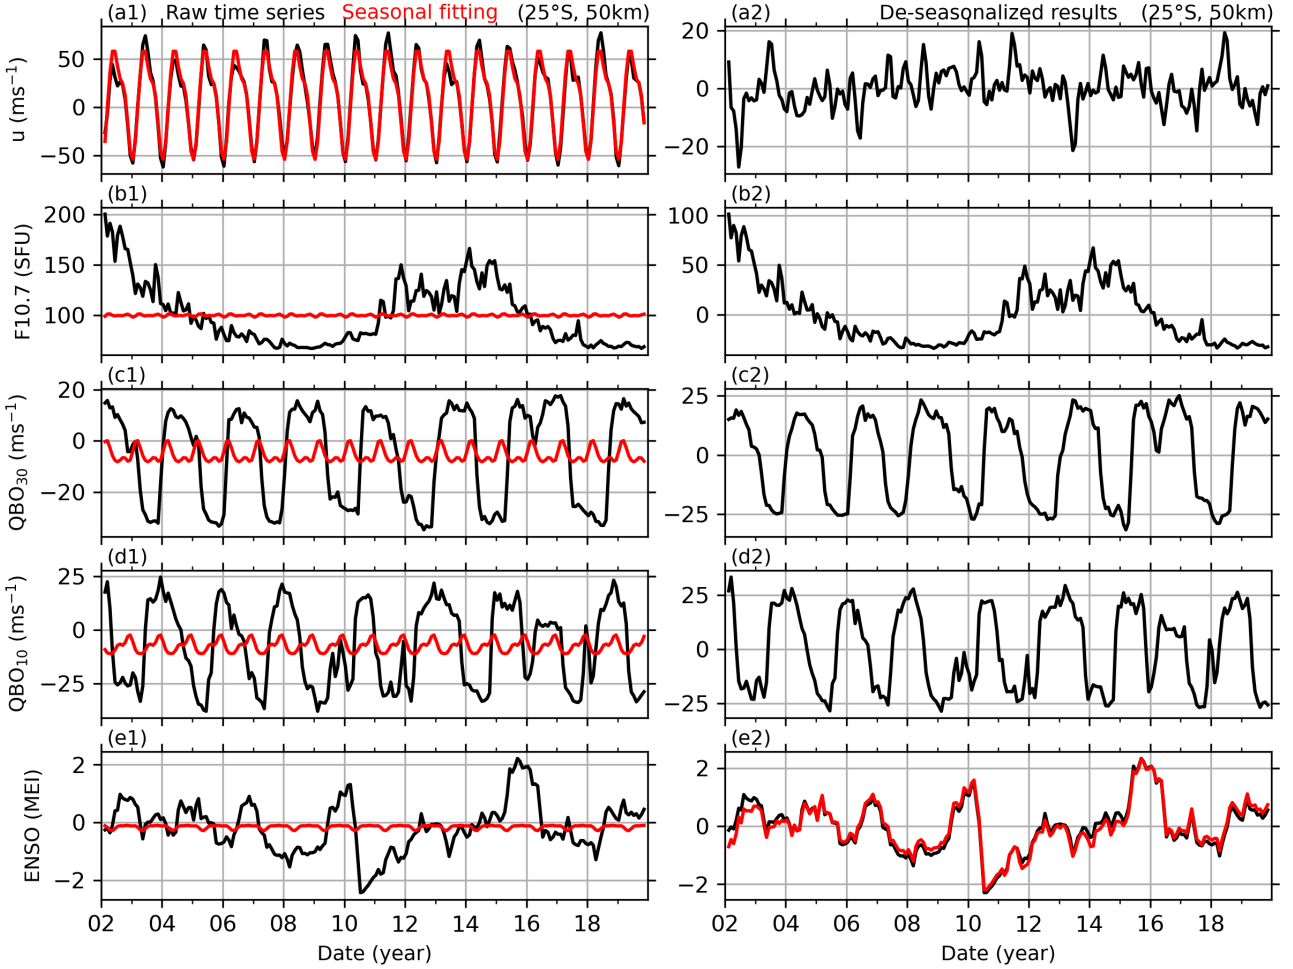 (a1) Raw time series Seasonal fitting (25°S, 50km)
(a2) De-seasonalized results (25°S, 50km)
u (ms⁻¹)
50
0
−50
20
0
−20
(b1)
(b2)
F10.7 (SFU)
200
150
100
100
50
0
(c1)
(c2)
QBO₃₀ (ms⁻¹)
20
0
−20
25
0
−25
(d1)
(d2)
QBO₁₀ (ms⁻¹)
25
0
−25
25
0
−25
(e1)
(e2)
ENSO (MEI)
2
0
−2
2
0
−2
02 04 06 08 10 12 14 16 18
02 04 06 08 10 12 14 16 18
Date (year)
Date (year)